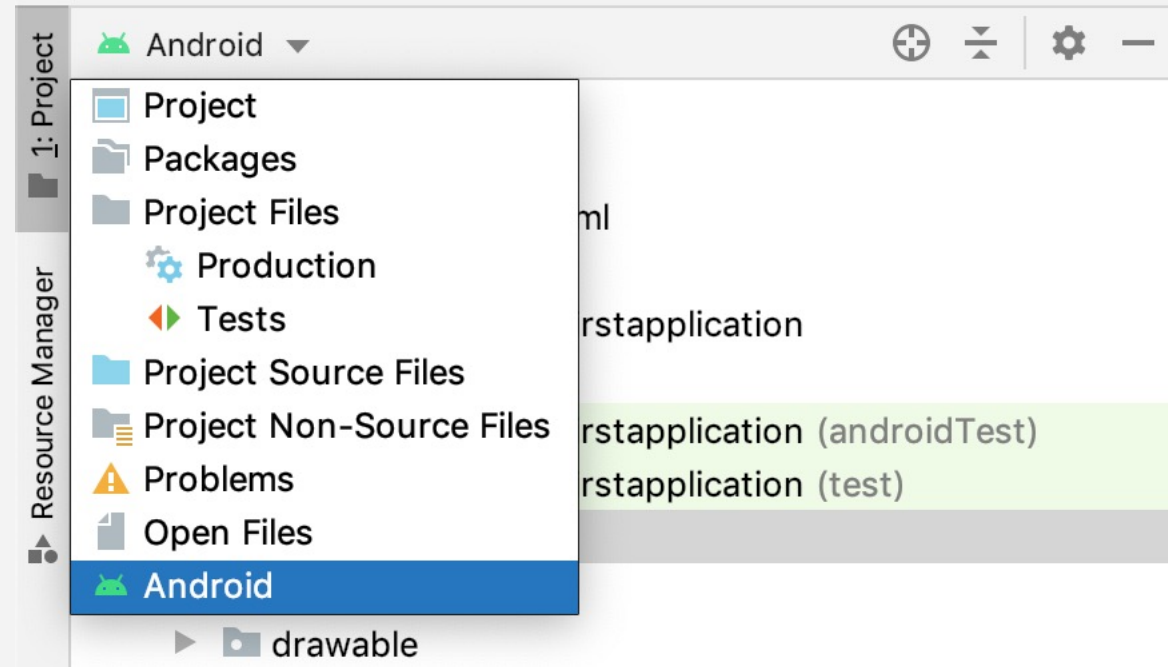 1: Project
Resource Manager
Android
Project
Packages
Project Files
Production
Tests
Project Source Files
Project Non-Source Files
Problems
Open Files
Android
ml
rstapplication
rstapplication (androidTest)
rstapplication (test)
drawable